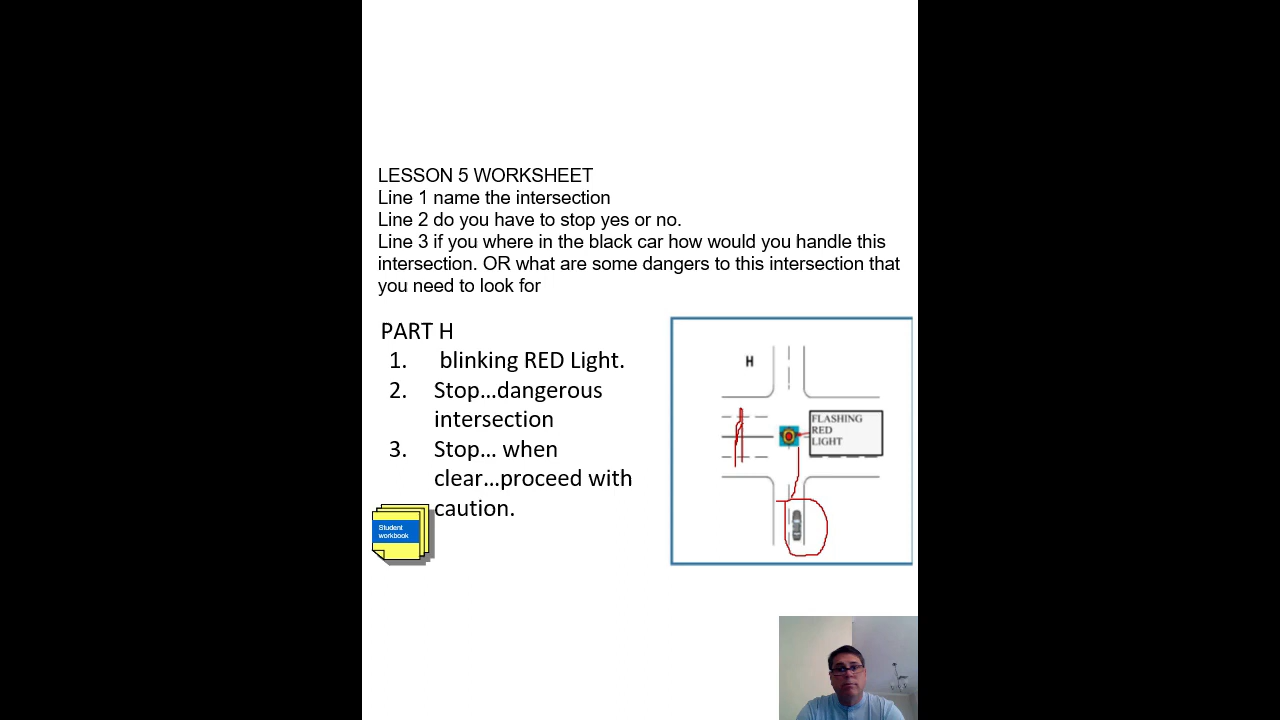 LESSON 5 WORKSHEET
Line 1 name the intersection
Line 2 do you have to stop yes or no.
Line 3 if you where in the black car how would you handle this
intersection. OR what are some dangers to this intersection that
you need to look for
PART H
1. blinking RED Light.
2. Stop...dangerous
intersection
3. Stop... when
clear...proceed with
caution.
Student
workbook
H
FLASHING
RED
LIGHT